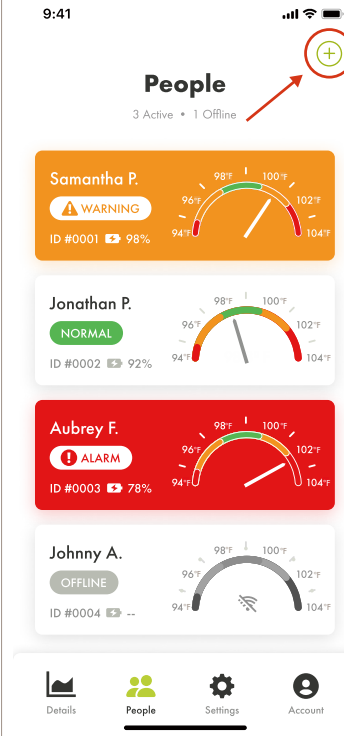 9:41
People
3 Active • 1 Offline
Samantha P.
WARNING
ID #0001 98%
94°F 96°F 98°F 100°F 102°F 104°F
Jonathan P.
NORMAL
ID #0002 92%
94°F 96°F 98°F 100°F 102°F 104°F
Aubrey F.
ALARM
ID #0003 78%
94°F 96°F 98°F 100°F 102°F 104°F
Johnny A.
OFFLINE
ID #0004 --
94°F 96°F 98°F 100°F 102°F 104°F
Details People Settings Account